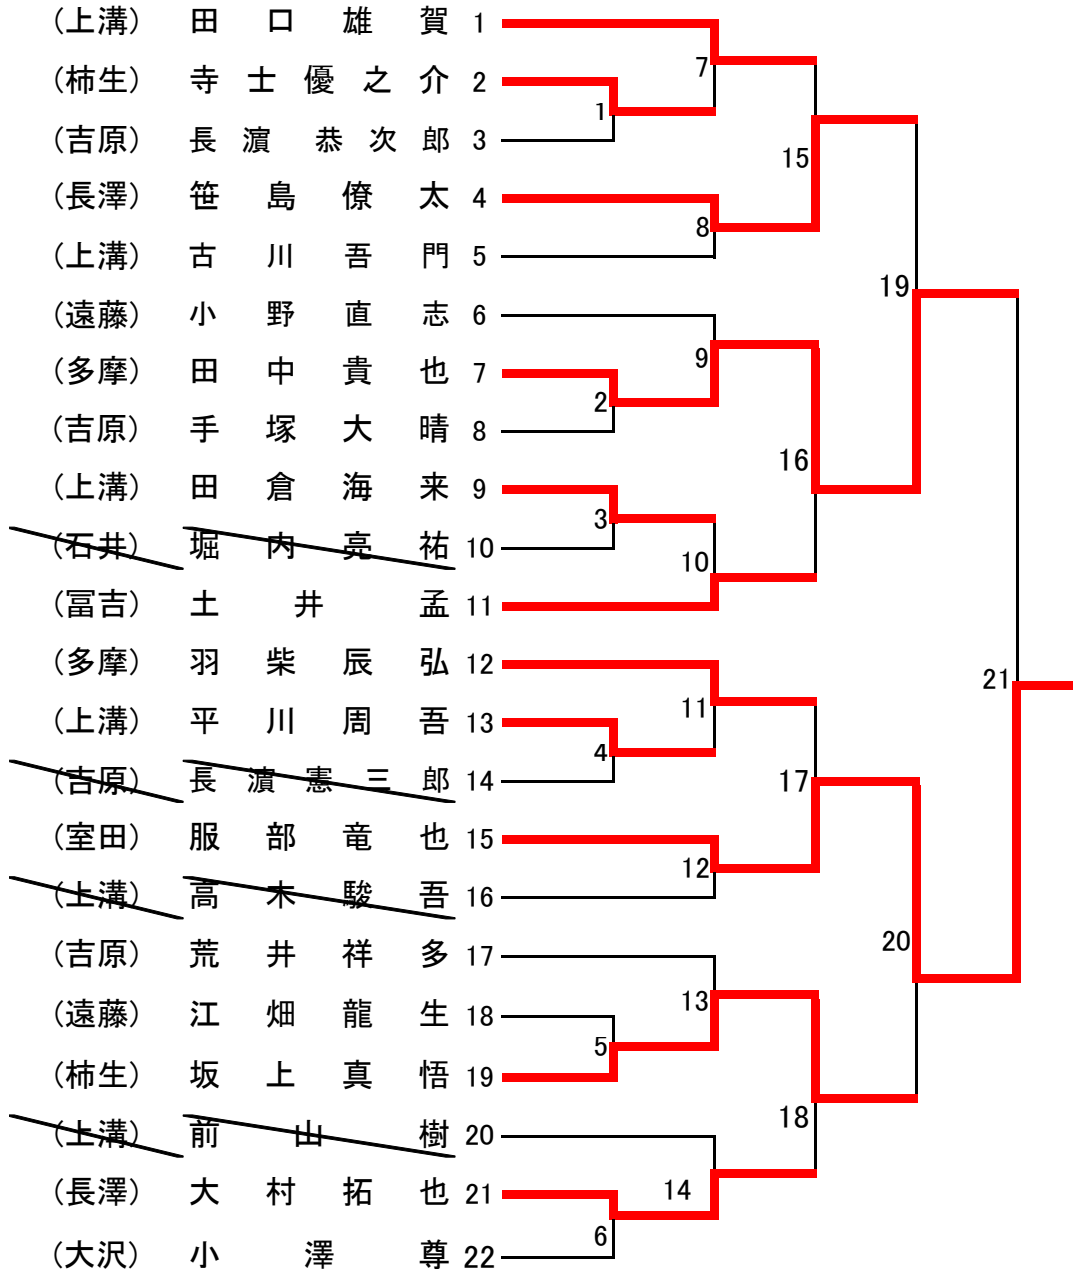 (上溝) 田口雄賀 1
7
(柿生) 寺士優之介 2
1
(吉原) 長濵恭次郎 3
15
(長澤) 笹島僚太 4
8
(上溝) 古川吾門 5
19
(遠藤) 小野直志 6
9
(多摩) 田中貴也 7
2
(吉原) 手塚大晴 8
16
(上溝) 田倉海来 9
3
(石井) 堀内亮祐 10
10
(冨吉) 土井孟 11
(多摩) 羽柴辰弘 12
21
11
(上溝) 平川周吾 13
4
(吉原) 長濵憲三郎 14
17
(室田) 服部竜也 15
12
(上溝) 高木駿吾 16
20
(吉原) 荒井祥多 17
13
(遠藤) 江畑龍生 18
5
(柿生) 坂上真悟 19
18
(上溝) 前山樹 20
14
(長澤) 大村拓也 21
6
(大沢) 小澤尊 22